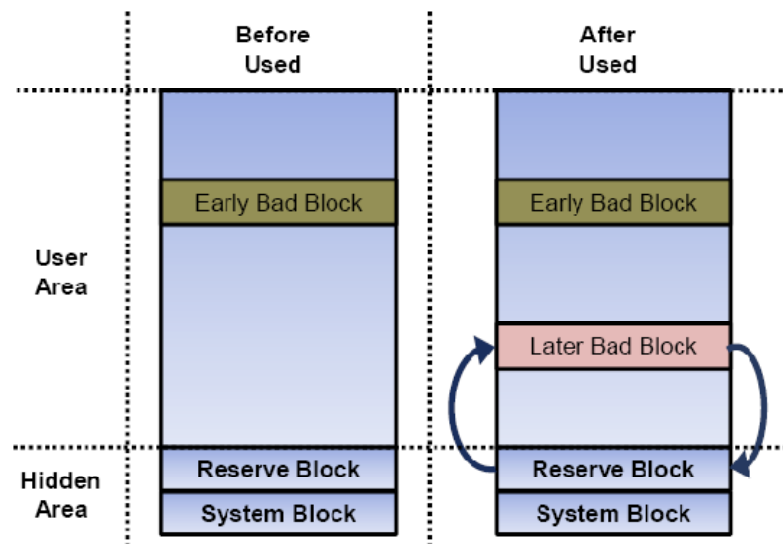 Before
Used
After
Used
User
Area
Early Bad Block
Early Bad Block
Later Bad Block
Hidden
Area
Reserve Block
Reserve Block
System Block
System Block